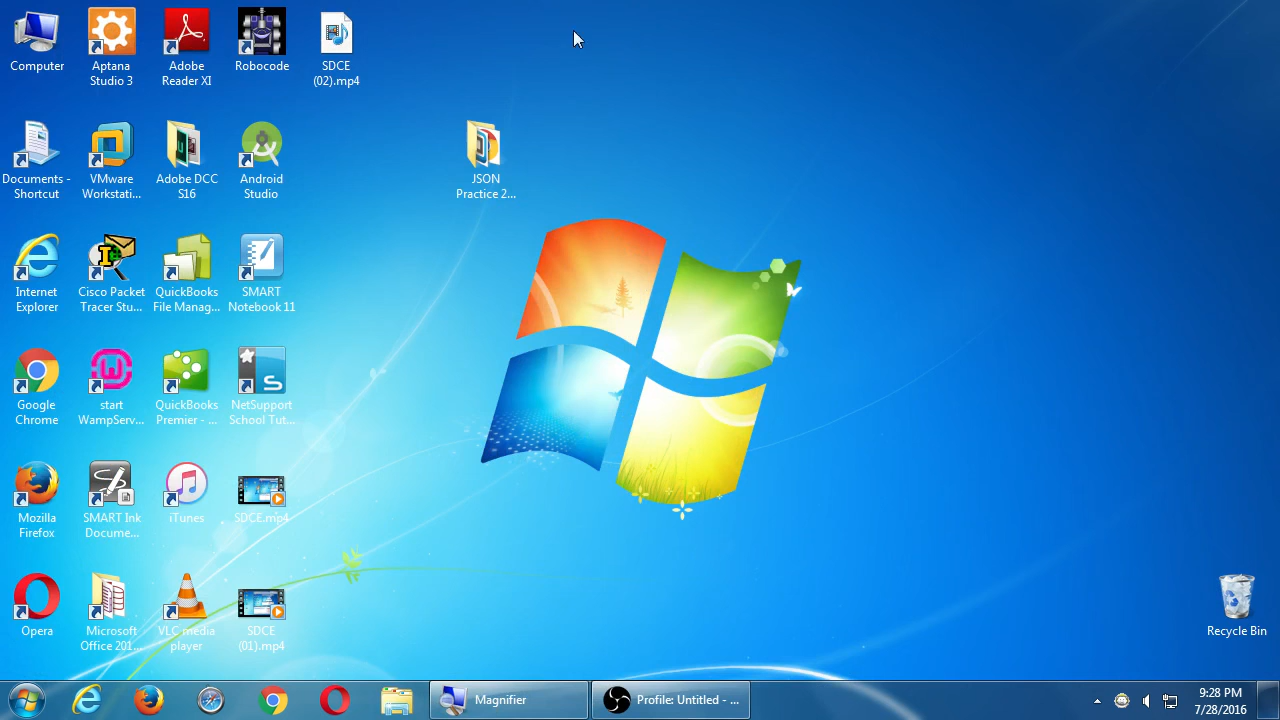 Computer
Aptana
Studio 3
Adobe
Reader XI
Robocode
SDCE
(02).mp4
Documents -
Shortcut
VMware
Workstati...
Adobe DCC
S16
Android
Studio
JSON
Practice 2...
Internet
Explorer
Cisco Packet
Tracer Stu...
QuickBooks
File Manag...
SMART
Notebook 11
Google
Chrome
start
WampServ...
QuickBooks
Premier - ...
NetSupport
School Tut...
Mozilla
Firefox
SMART Ink
Docume...
iTunes
SDCE.mp4
Opera
Microsoft
Office 201...
VLC media
player
SDCE
(01).mp4
Recycle Bin
Magnifier
Profile: Untitled - ...
9:28 PM
7/28/2016